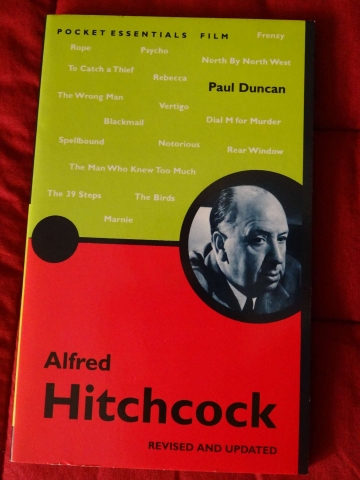 POCKET ESSENTIALS FILM
Frenzy
Rope
Psycho
North By North West
To Catch a Thief
Rebecca
Paul Duncan
The Wrong Man
Vertigo
Blackmail
Dial M for Murder
Spellbound
Notorious
Rear Window
The Man Who Knew Too Much
The 39 Steps
The Birds
Marnie
Alfred
Hitchcock
REVISED AND UPDATED